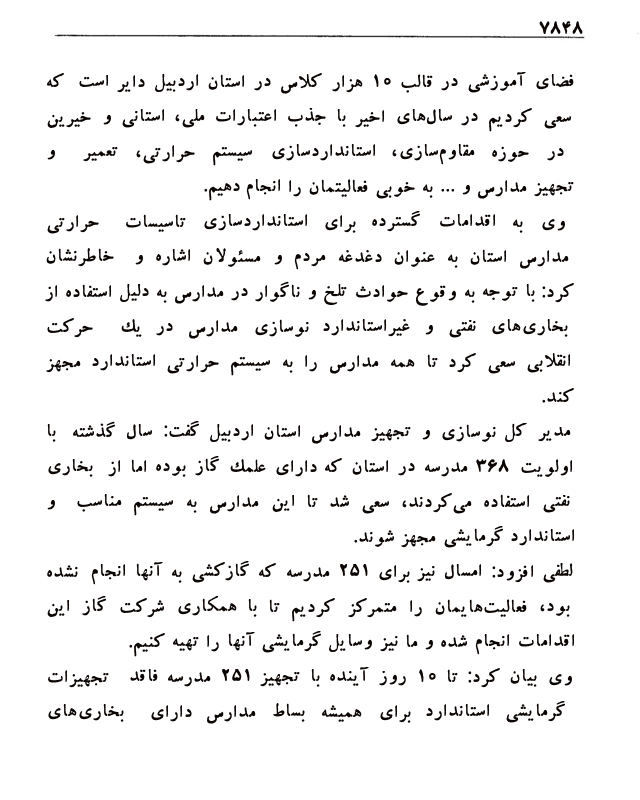 ۷۸۴۸
فضای آموزشی در قالب ۱۰ هزار کلاس در استان اردبیل دایر است که
سعی کردیم در سال‌های اخیر با جذب اعتبارات ملی، استانی و خیرین
در حوزه مقاوم‌سازی، استانداردسازی سیستم حرارتی، تعمیر و
تجهیز مدارس و ... به خوبی فعالیتمان را انجام دهیم.
وی به اقدامات گسترده برای استانداردسازی تاسیسات حرارتی
مدارس استان به عنوان دغدغه مردم و مسئولان اشاره و خاطرنشان
کرد: با توجه به وقوع حوادث تلخ و ناگوار در مدارس به دلیل استفاده از
بخاری‌های نفتی و غیراستاندارد نوسازی مدارس در یك حرکت
انقلابی سعی کرد تا همه مدارس را به سیستم حرارتی استاندارد مجهز
کند.
مدیر کل نوسازی و تجهیز مدارس استان اردبیل گفت: سال گذشته با
اولویت ۳۶۸ مدرسه در استان که دارای علمك گاز بوده اما از بخاری
نفتی استفاده می‌کردند، سعی شد تا این مدارس به سیستم مناسب و
استاندارد گرمایشی مجهز شوند.
لطفی افزود: امسال نیز برای ۲۵۱ مدرسه که گازکشی به آنها انجام نشده
بود، فعالیت‌هایمان را متمرکز کردیم تا با همکاری شرکت گاز این
اقدامات انجام شده و ما نیز وسایل گرمایشی آنها را تهیه کنیم.
وی بیان کرد: تا ۱۰ روز آینده با تجهیز ۲۵۱ مدرسه فاقد تجهیزات
گرمایشی استاندارد برای همیشه بساط مدارس دارای بخاری‌های